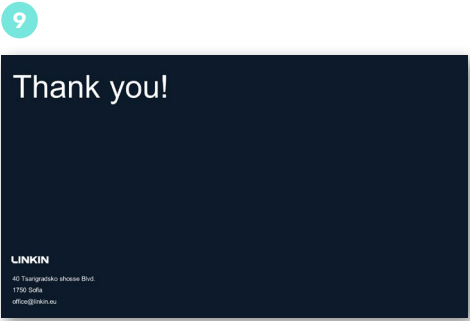 9
Thank you!
LINKIN
40 Tsarigradsko shosse Blvd.
1750 Sofia
office@linkin.eu